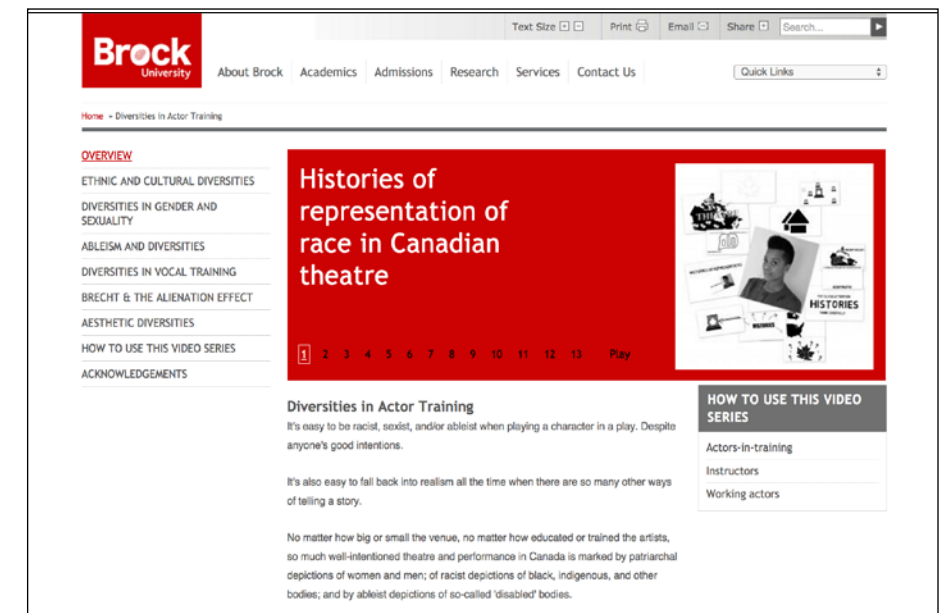 Text Size + -
Print
Email
Share +
Search...
Brock
University
About Brock
Academics
Admissions
Research
Services
Contact Us
Quick Links
Home » Diversities in Actor Training
OVERVIEW
ETHNIC AND CULTURAL DIVERSITIES
DIVERSITIES IN GENDER AND
SEXUALITY
ABLEISM AND DIVERSITIES
DIVERSITIES IN VOCAL TRAINING
BRECHT & THE ALIENATION EFFECT
AESTHETIC DIVERSITIES
HOW TO USE THIS VIDEO SERIES
ACKNOWLEDGEMENTS
Histories of
representation of
race in Canadian
theatre
1 2 3 4 5 6 7 8 9 10 11 12 13 Play
HISTORIES
HISTORIES
Diversities in Actor Training
It's easy to be racist, sexist, and/or ableist when playing a character in a play. Despite
anyone's good intentions.
It's also easy to fall back into realism all the time when there are so many other ways
of telling a story.
No matter how big or small the venue, no matter how educated or trained the artists,
so much well-intentioned theatre and performance in Canada is marked by patriarchal
depictions of women and men; of racist depictions of black, indigenous, and other
bodies; and by ableist depictions of so-called 'disabled' bodies.
HOW TO USE THIS VIDEO
SERIES
Actors-in-training
Instructors
Working actors